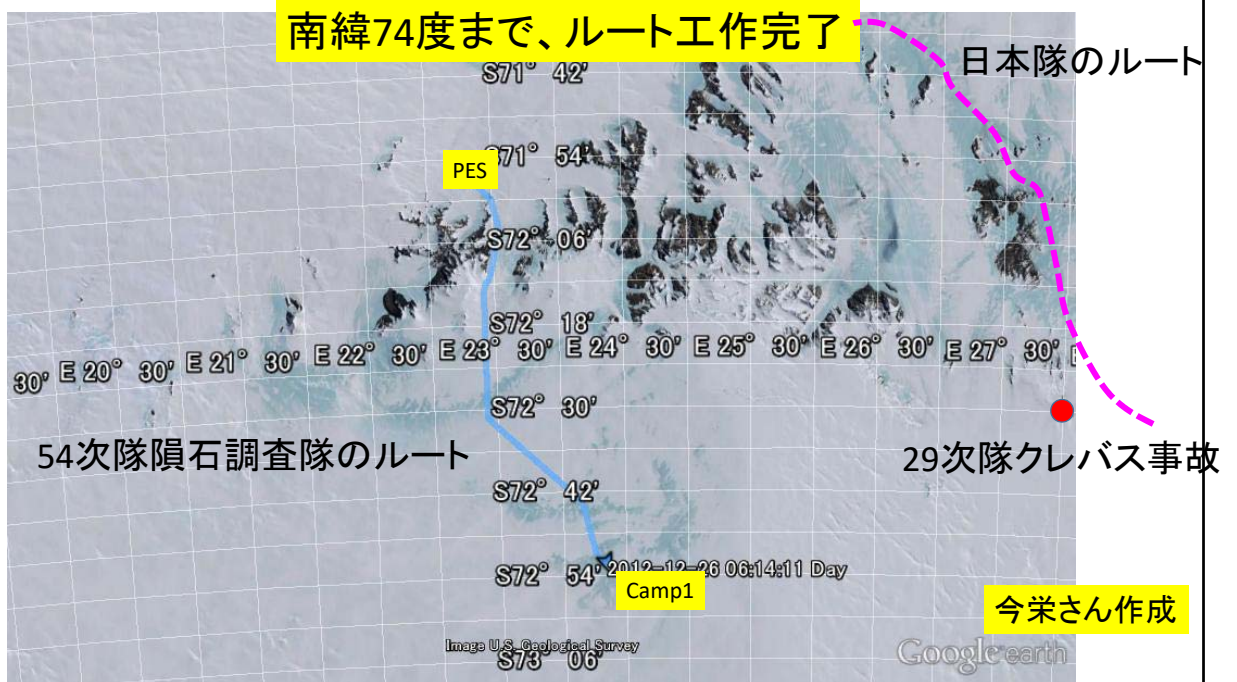 南緯74度まで、ルート工作完了
日本隊のルート
S71° 42'
S71° 54'
PES
S72° 06'
S72° 18'
30' E 20° 30' E 21° 30' E 22° 30' E 23° 30' E 24° 30' E 25° 30' E 26° 30' E 27° 30'
S72° 30'
54次隊隕石調査隊のルート
29次隊クレバス事故
S72° 42'
S72° 54'
2012-12-26 06:14:11 Day
Camp1
今栄さん作成
Image U.S. Geological Survey
S73° 06'
Google earth